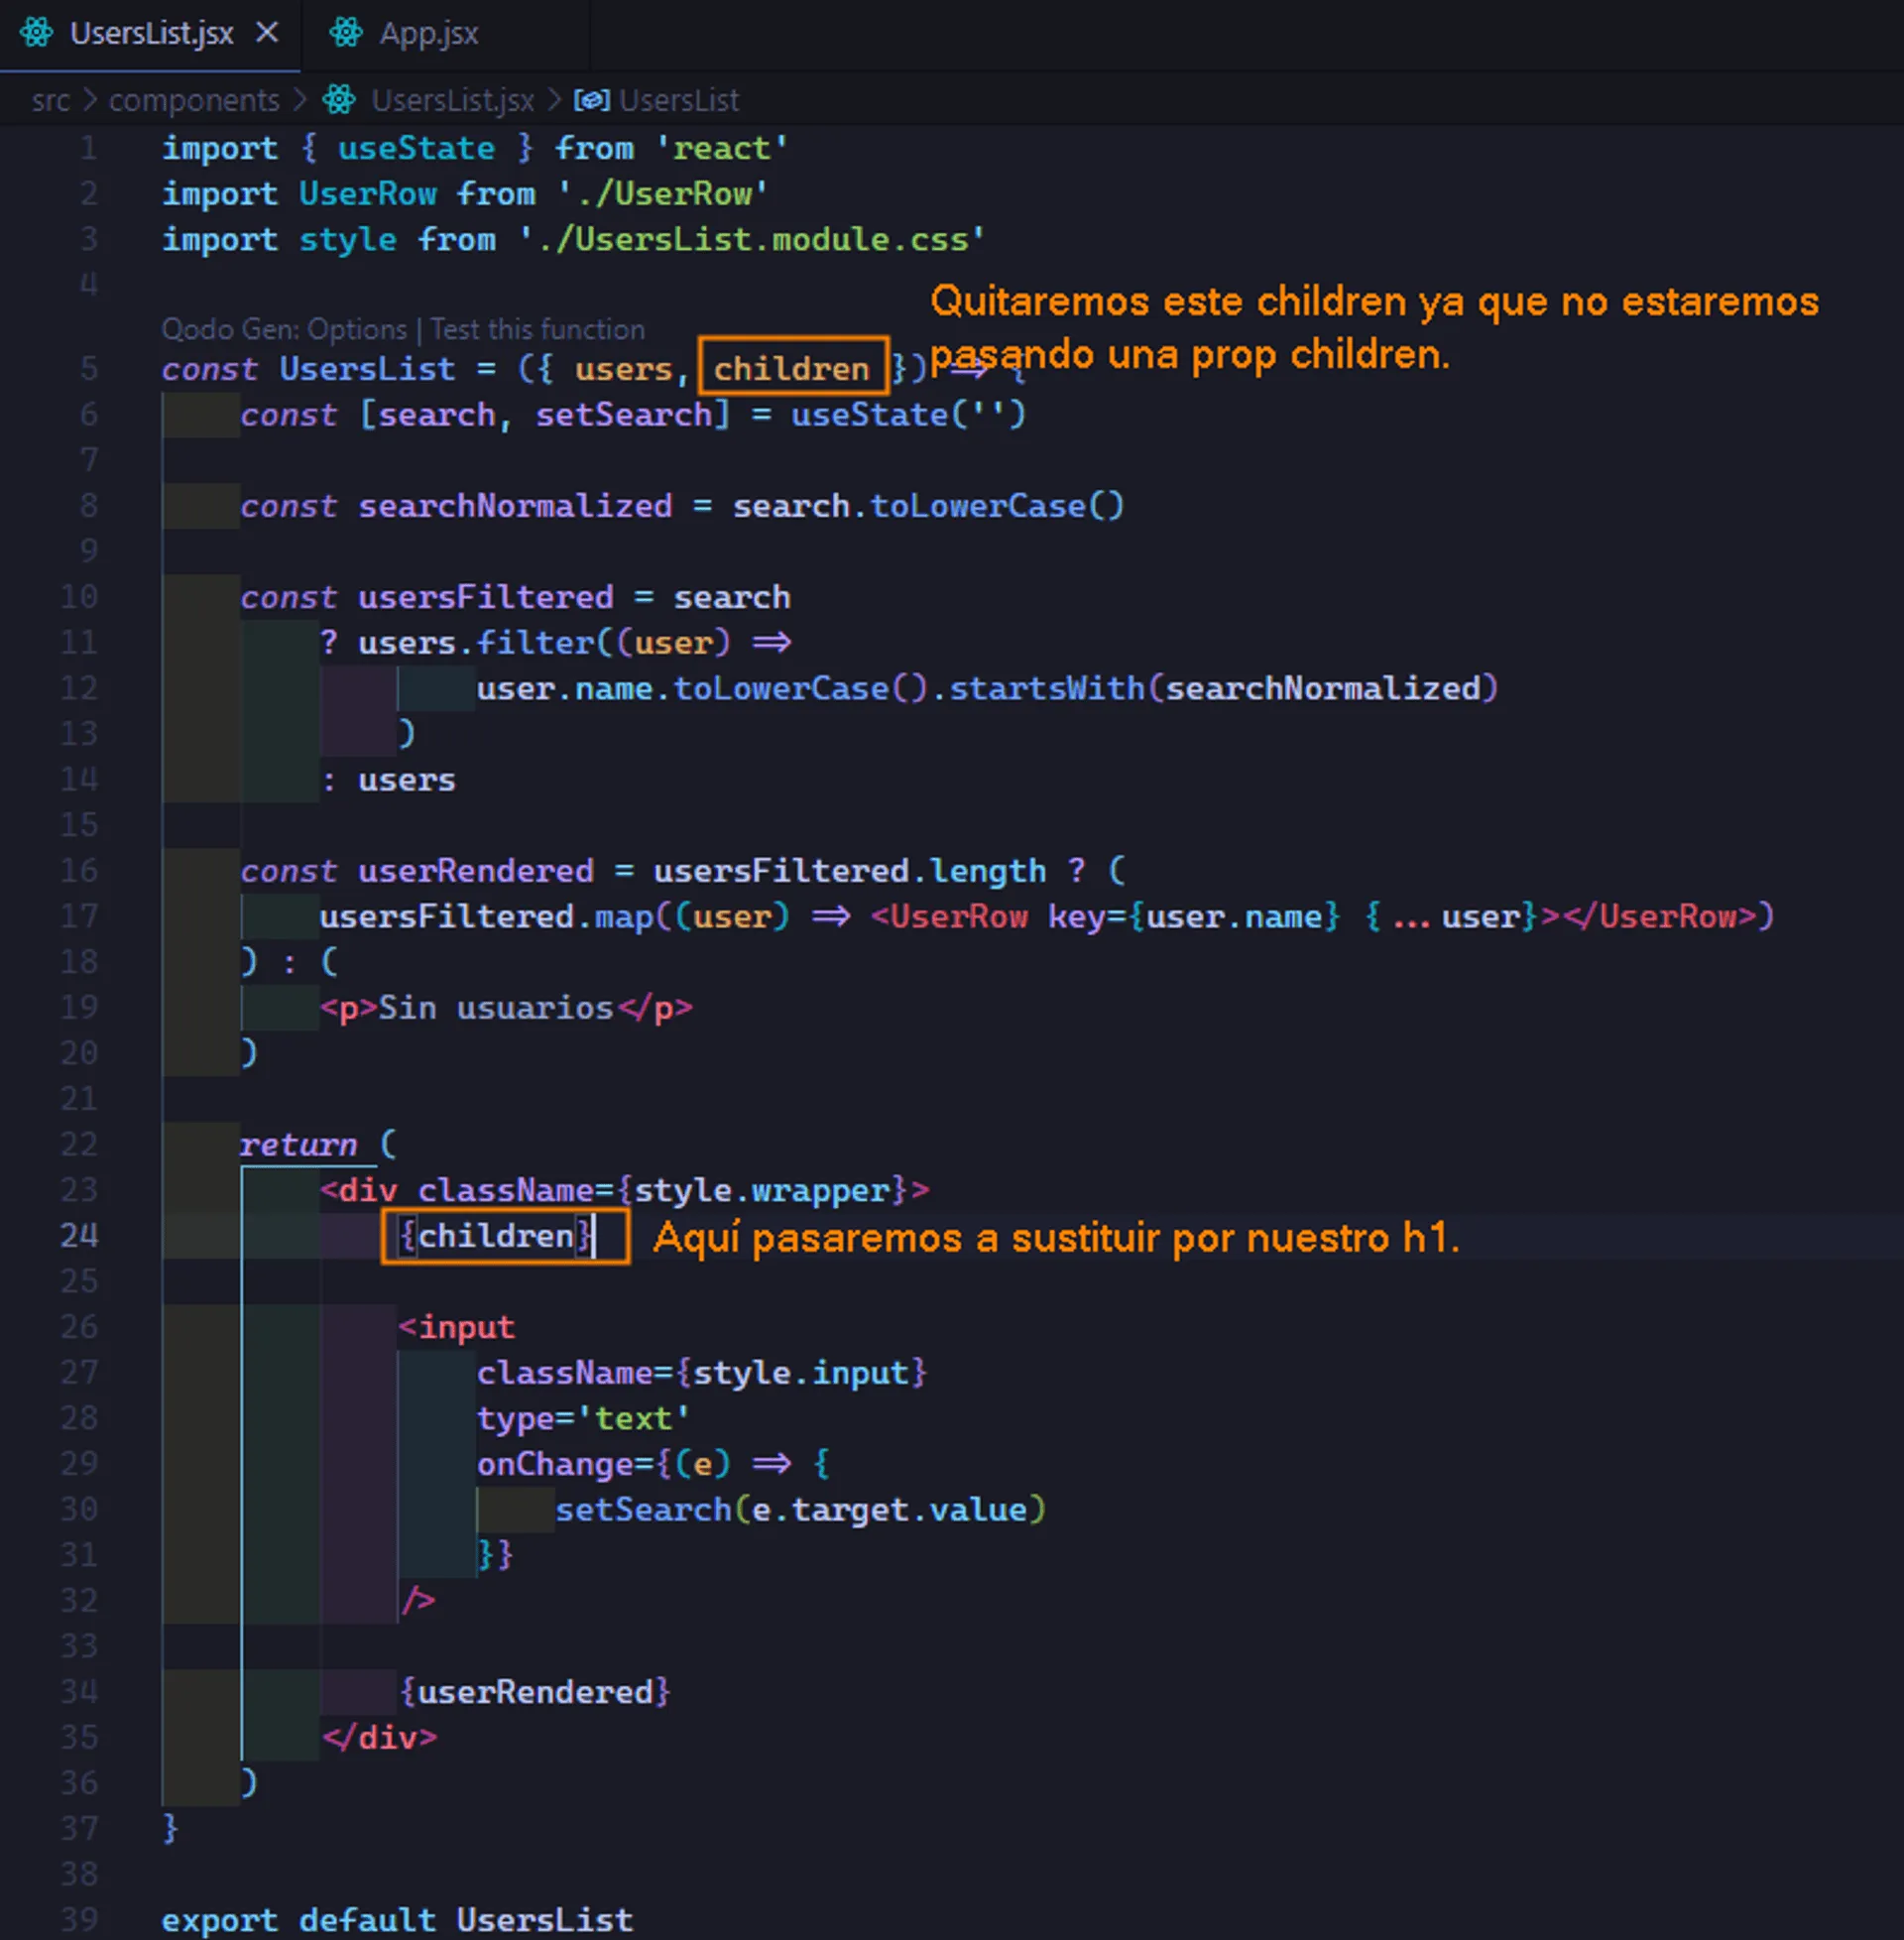 UsersList.jsx
App.jsx
src > components > UsersList.jsx > UsersList
1 import { useState } from 'react'
2 import UserRow from './UserRow'
3 import style from './UsersList.module.css'
4
Quitaremos este children ya que no estaremos
pasando una prop children.
Qodo Gen: Options | Test this function
5 const UsersList = ({ users, children }) => {
6 const [search, setSearch] = useState('')
7
8 const searchNormalized = search.toLowerCase()
9
10 const usersFiltered = search
11 ? users.filter((user) =>
12 user.name.toLowerCase().startsWith(searchNormalized)
13 )
14 : users
15
16 const userRendered = usersFiltered.length ? (
17 usersFiltered.map((user) => <UserRow key={user.name} {...user}></UserRow>)
18 ) : (
19 <p>Sin usuarios</p>
20 )
21
22 return (
23 <div className={style.wrapper}>
24 {children}
Aquí pasaremos a sustituir por nuestro h1.
25
26 <input
27 className={style.input}
28 type='text'
29 onChange={(e) => {
30 setSearch(e.target.value)
31 }}
32 />
33
34 {userRendered}
35 </div>
36 )
37 }
38
39 export default UsersList